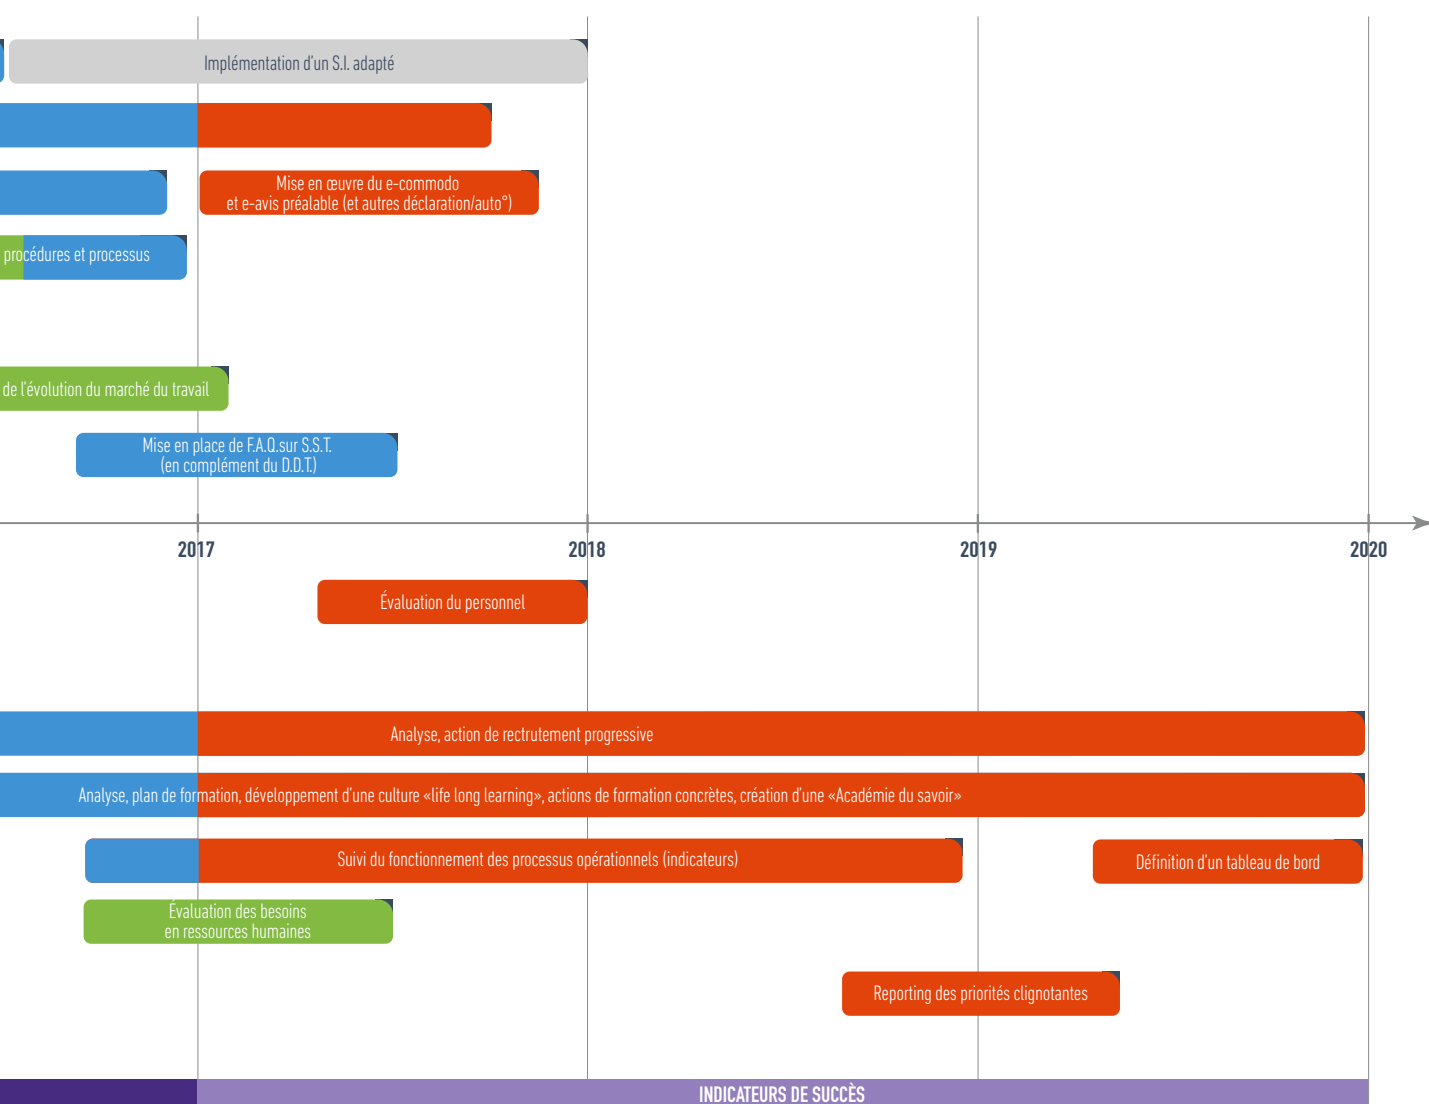 Implémentation d'un S.I. adapté
Mise en œuvre du e-commodo
et e-avis préalable (et autres déclaration/auto°)
procédures et processus
de l'évolution du marché du travail
Mise en place de F.A.Q.sur S.S.T.
(en complément du D.D.T.)
2017
2018
2019
2020
Évaluation du personnel
Analyse, action de rectrutement progressive
Analyse, plan de formation, développement d'une culture «life long learning», actions de formation concrètes, création d'une «Académie du savoir»
Suivi du fonctionnement des processus opérationnels (indicateurs)
Définition d'un tableau de bord
Évaluation des besoins
en ressources humaines
Reporting des priorités clignotantes
INDICATEURS DE SUCCÈS